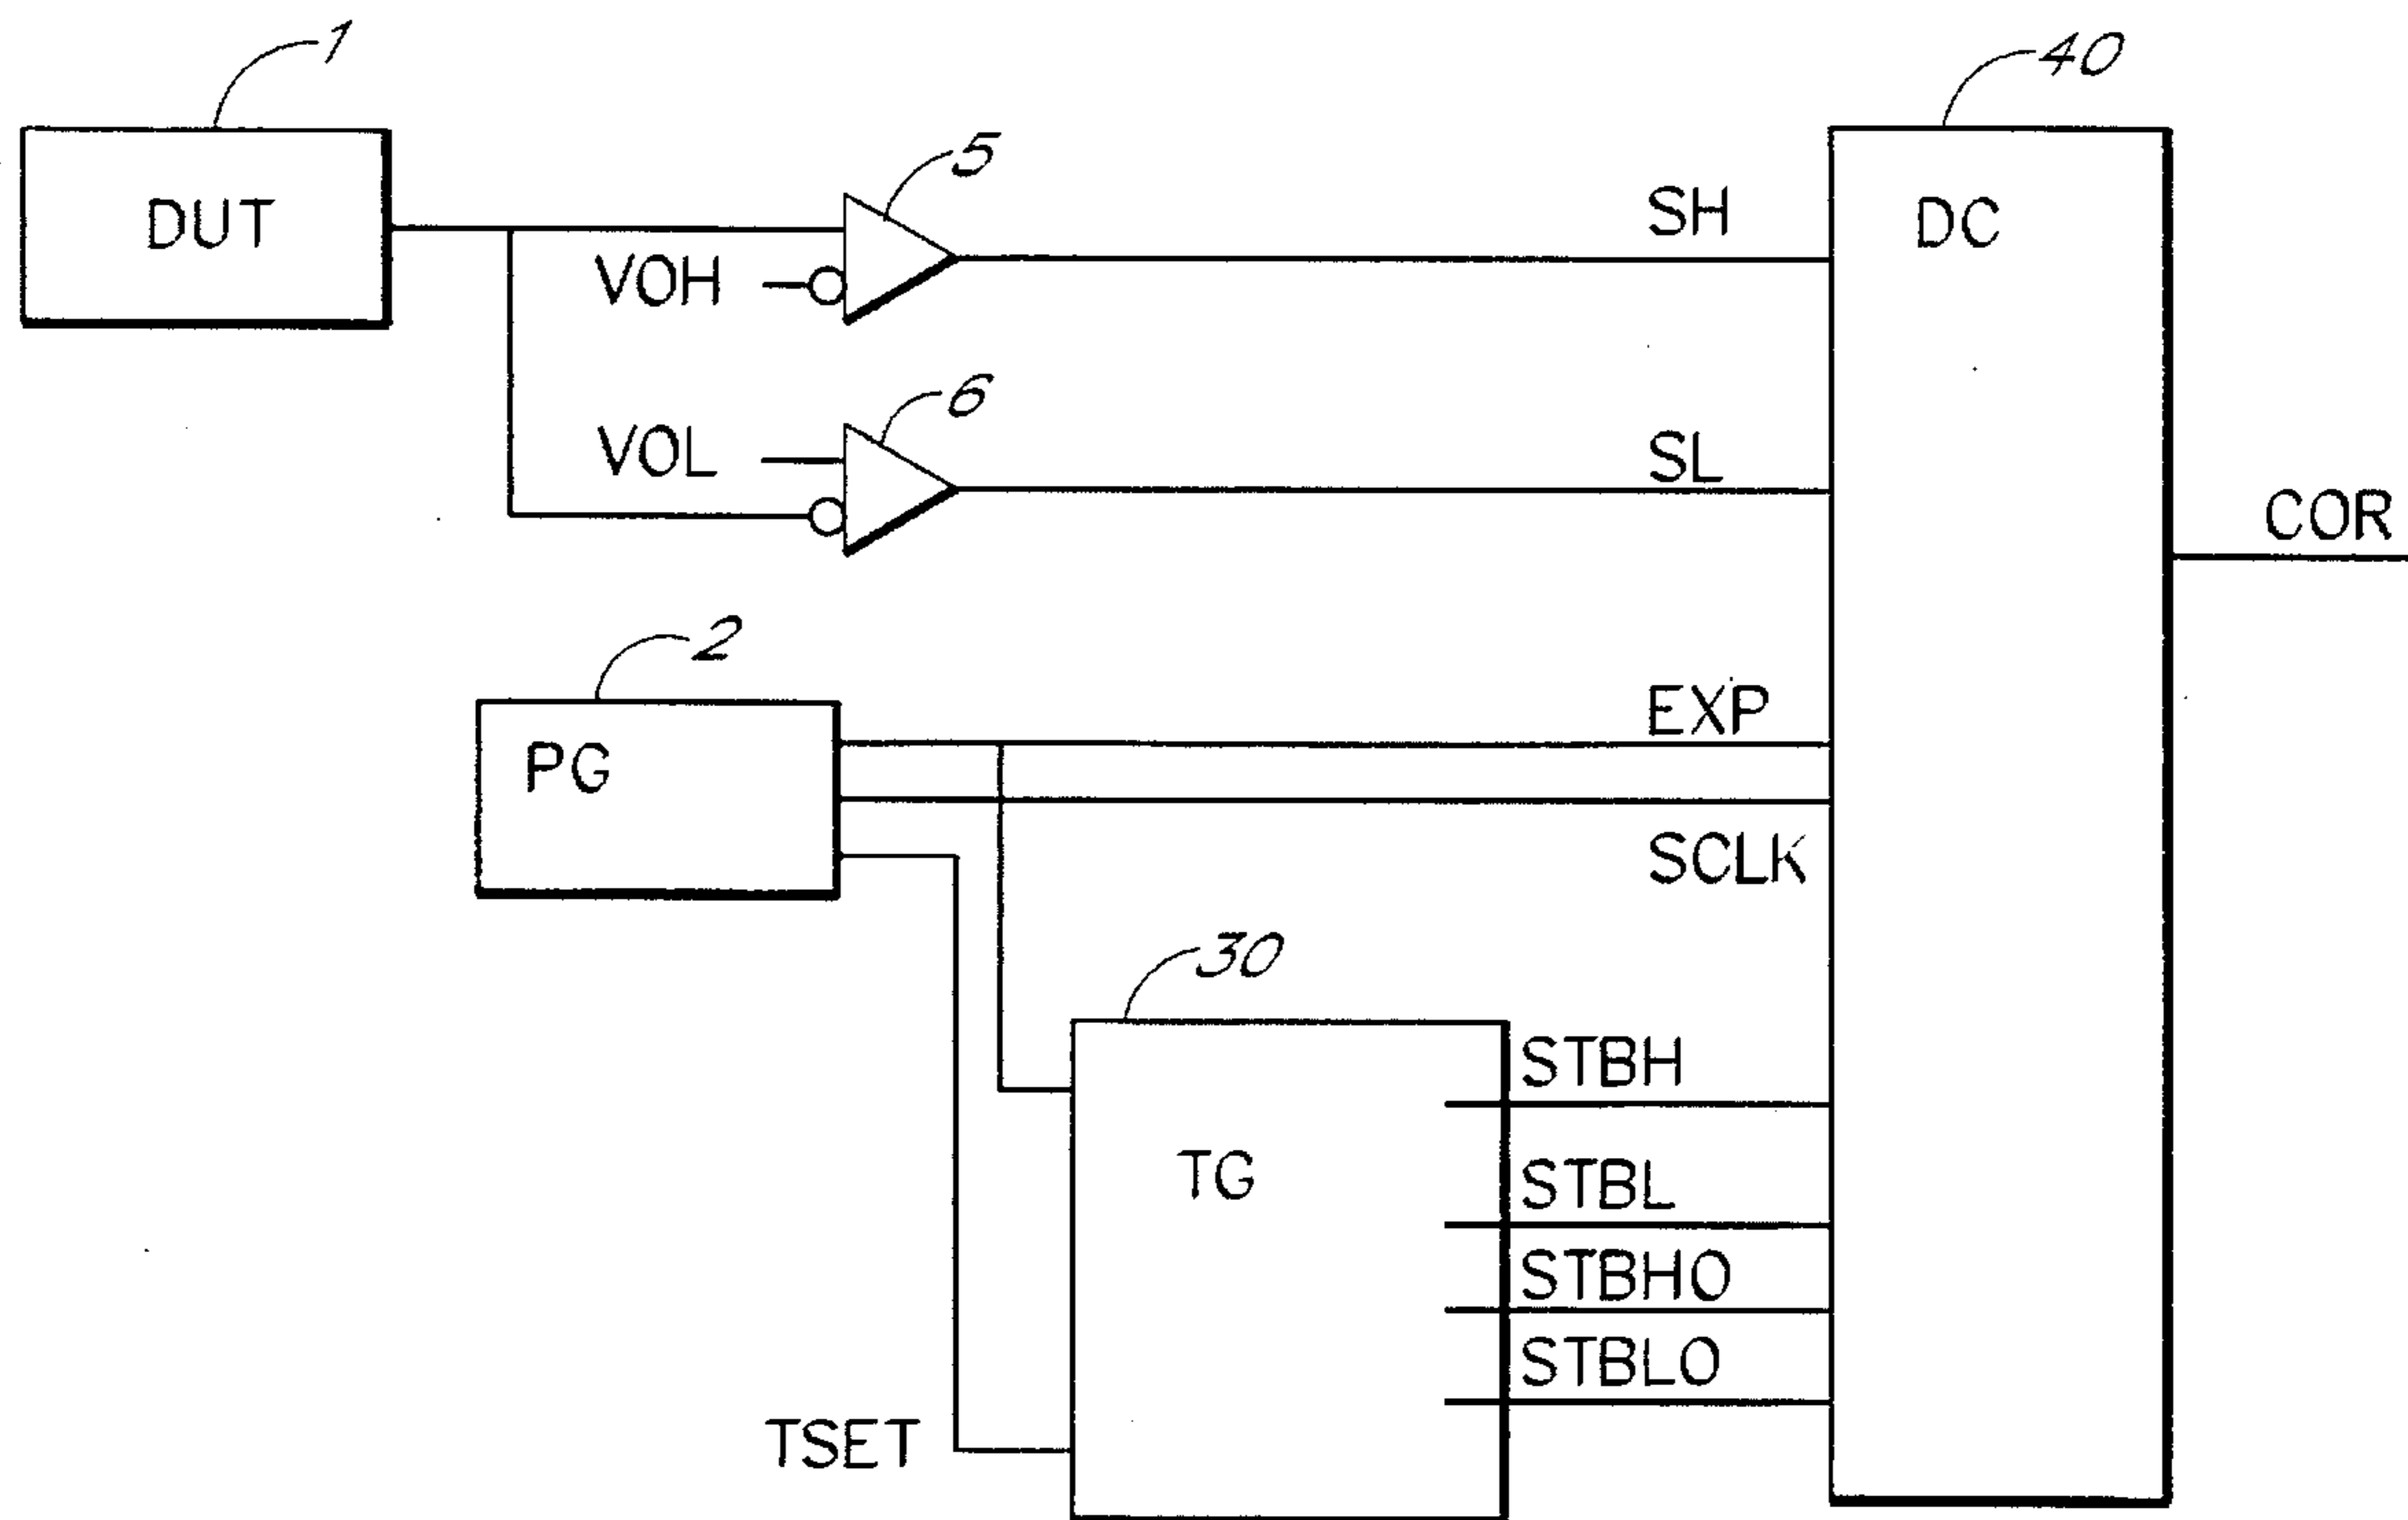 1
40
5
DUT
SH
DC
VOH
6
VOL
SL
COR
2
EXP
PG
SCLK
30
STBH
TG
STBL
STBHO
STBLO
TSET